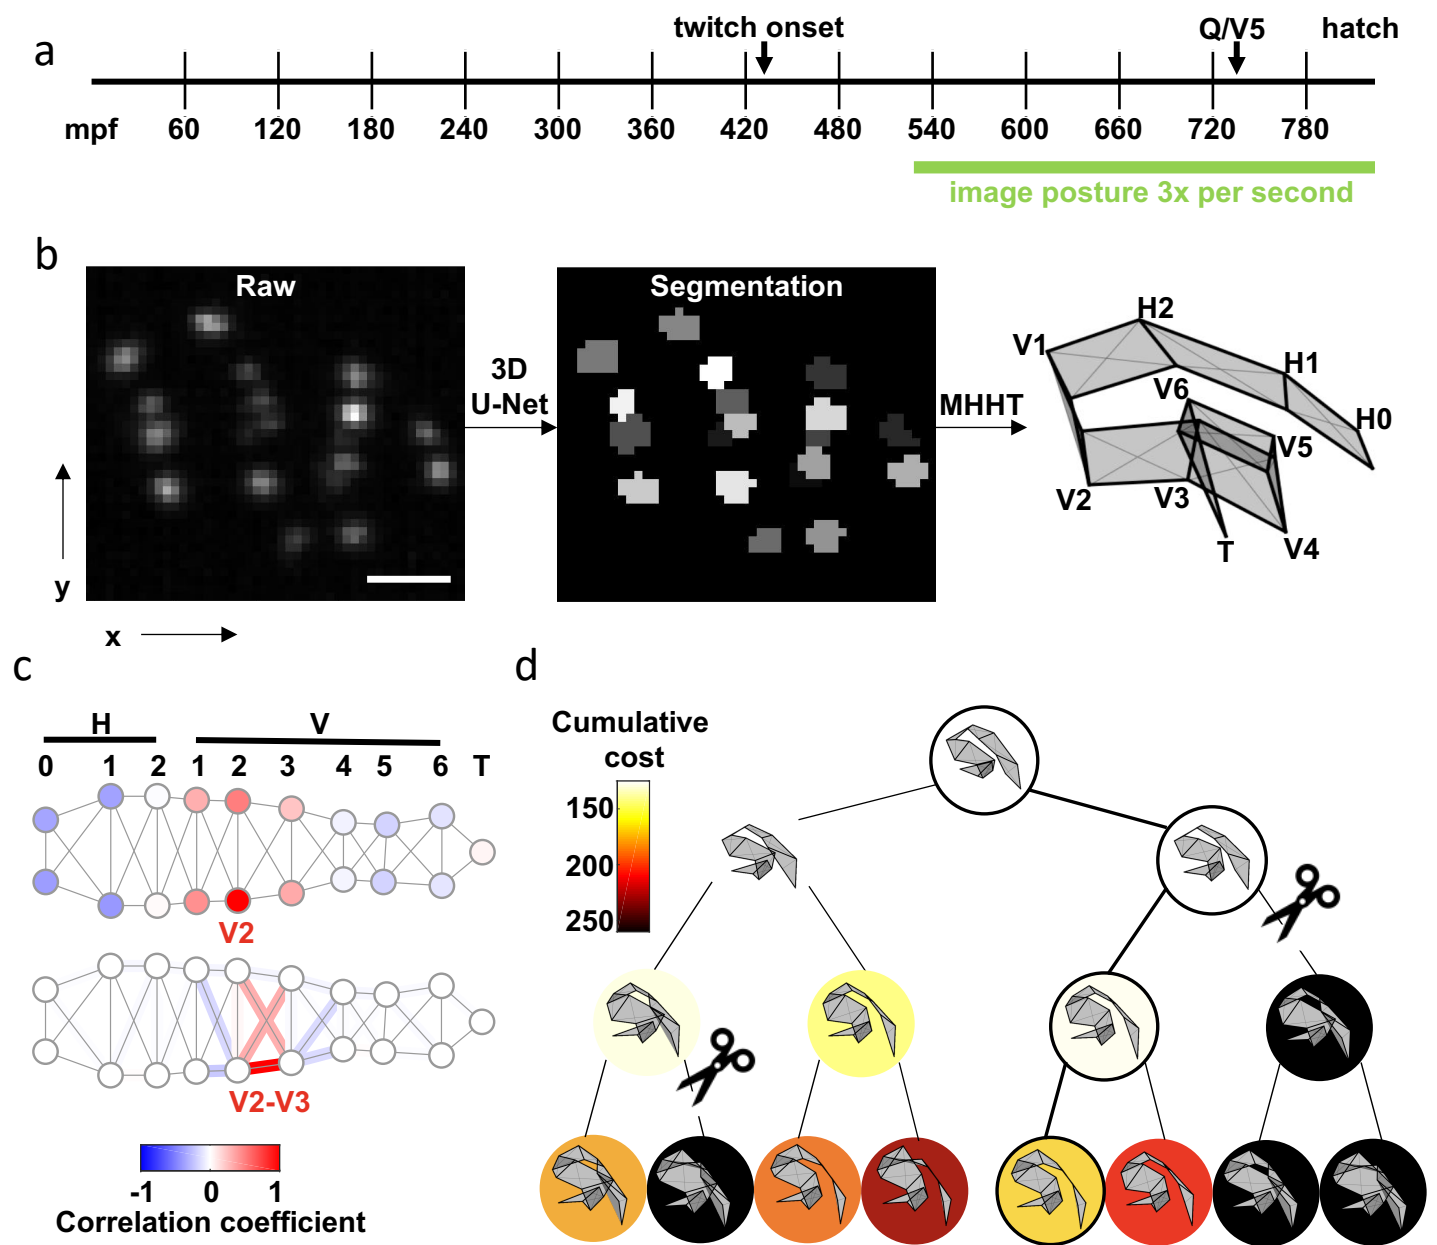 a
twitch onset
Q/V5
hatch
mpf 60 120 180 240 300 360 420 480 540 600 660 720 780
image posture 3x per second
b
Raw
3D
U-Net
Segmentation
MHHT
H2
V1
H1
V6
H0
V5
V2
V3
T
V4
y
x
c
H
V
0 1 2 1 2 3 4 5 6 T
V2
V2-V3
-1 0 1
Correlation coefficient
d
Cumulative
cost
150
200
250